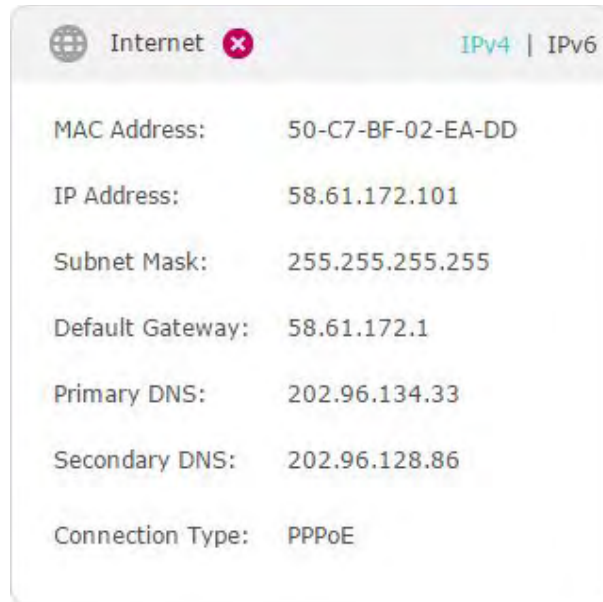 Internet IPv4 | IPv6
MAC Address: 50-C7-BF-02-EA-DD
IP Address: 58.61.172.101
Subnet Mask: 255.255.255.255
Default Gateway: 58.61.172.1
Primary DNS: 202.96.134.33
Secondary DNS: 202.96.128.86
Connection Type: PPPoE